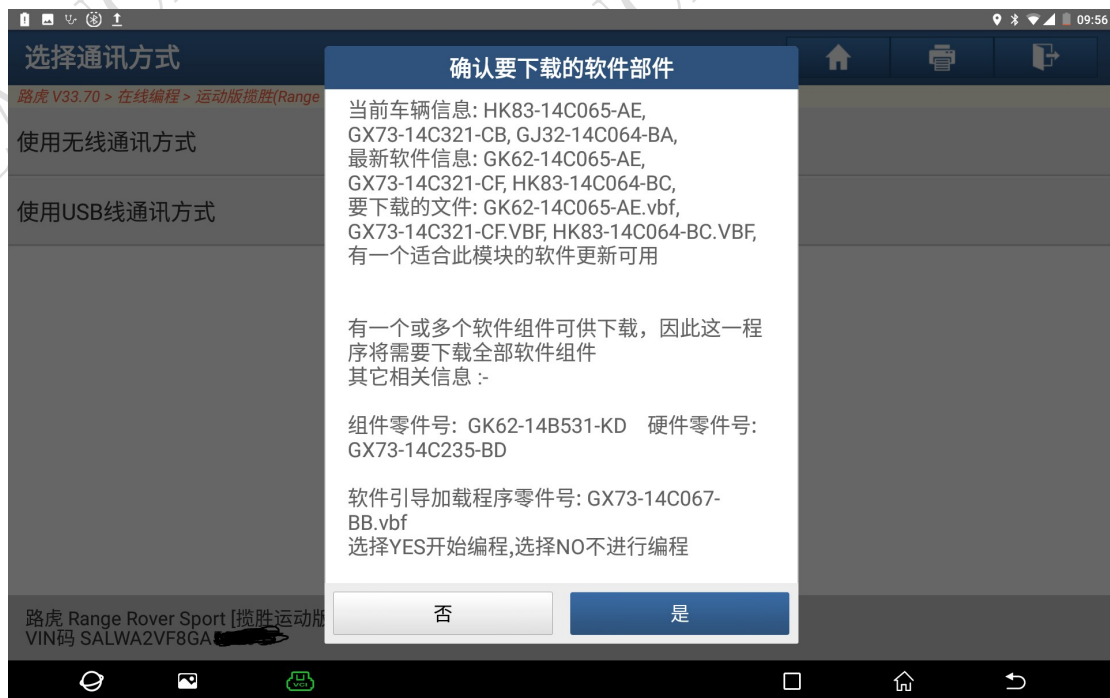 09:56
选择通讯方式
路虎 V33.70 > 在线编程 > 运动版揽胜(Range
使用无线通讯方式
使用USB线通讯方式
确认要下载的软件部件
当前车辆信息: HK83-14C065-AE,
GX73-14C321-CB, GJ32-14C064-BA,
最新软件信息: GK62-14C065-AE,
GX73-14C321-CF, HK83-14C064-BC,
要下载的文件: GK62-14C065-AE.vbf,
GX73-14C321-CF.VBF, HK83-14C064-BC.VBF,
有一个适合此模块的软件更新可用
有一个或多个软件组件可供下载，因此这一程
序将需要下载全部软件组件
其它相关信息 :-
组件零件号: GK62-14B531-KD 硬件零件号:
GX73-14C235-BD
软件引导加载程序零件号: GX73-14C067-
BB.vbf
选择YES开始编程,选择NO不进行编程
否
是
路虎 Range Rover Sport [揽胜运动版
VIN码 SALWA2VF8GA
VCI